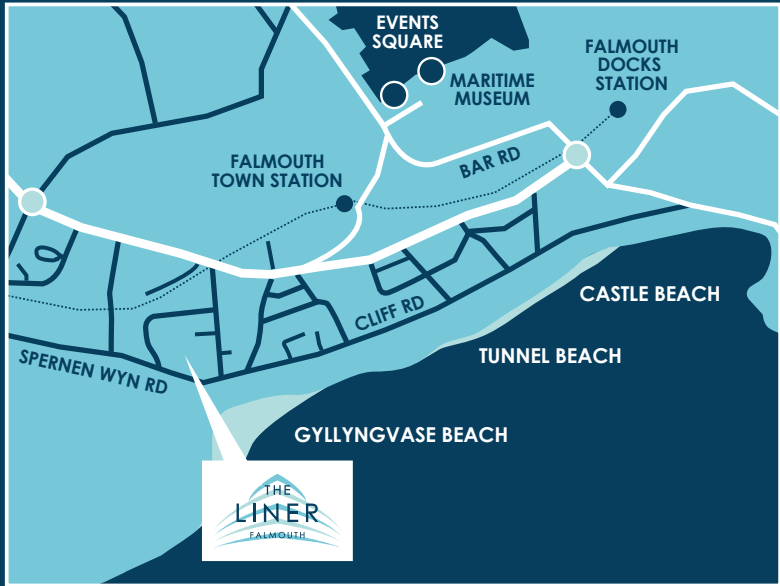 EVENTS
SQUARE
MARITIME
MUSEUM
FALMOUTH
DOCKS
STATION
FALMOUTH
TOWN STATION
BAR RD
CLIFF RD
SPERNEN WYN RD
CASTLE BEACH
TUNNEL BEACH
GYLLYNGVASE BEACH
THE
LINER
FALMOUTH